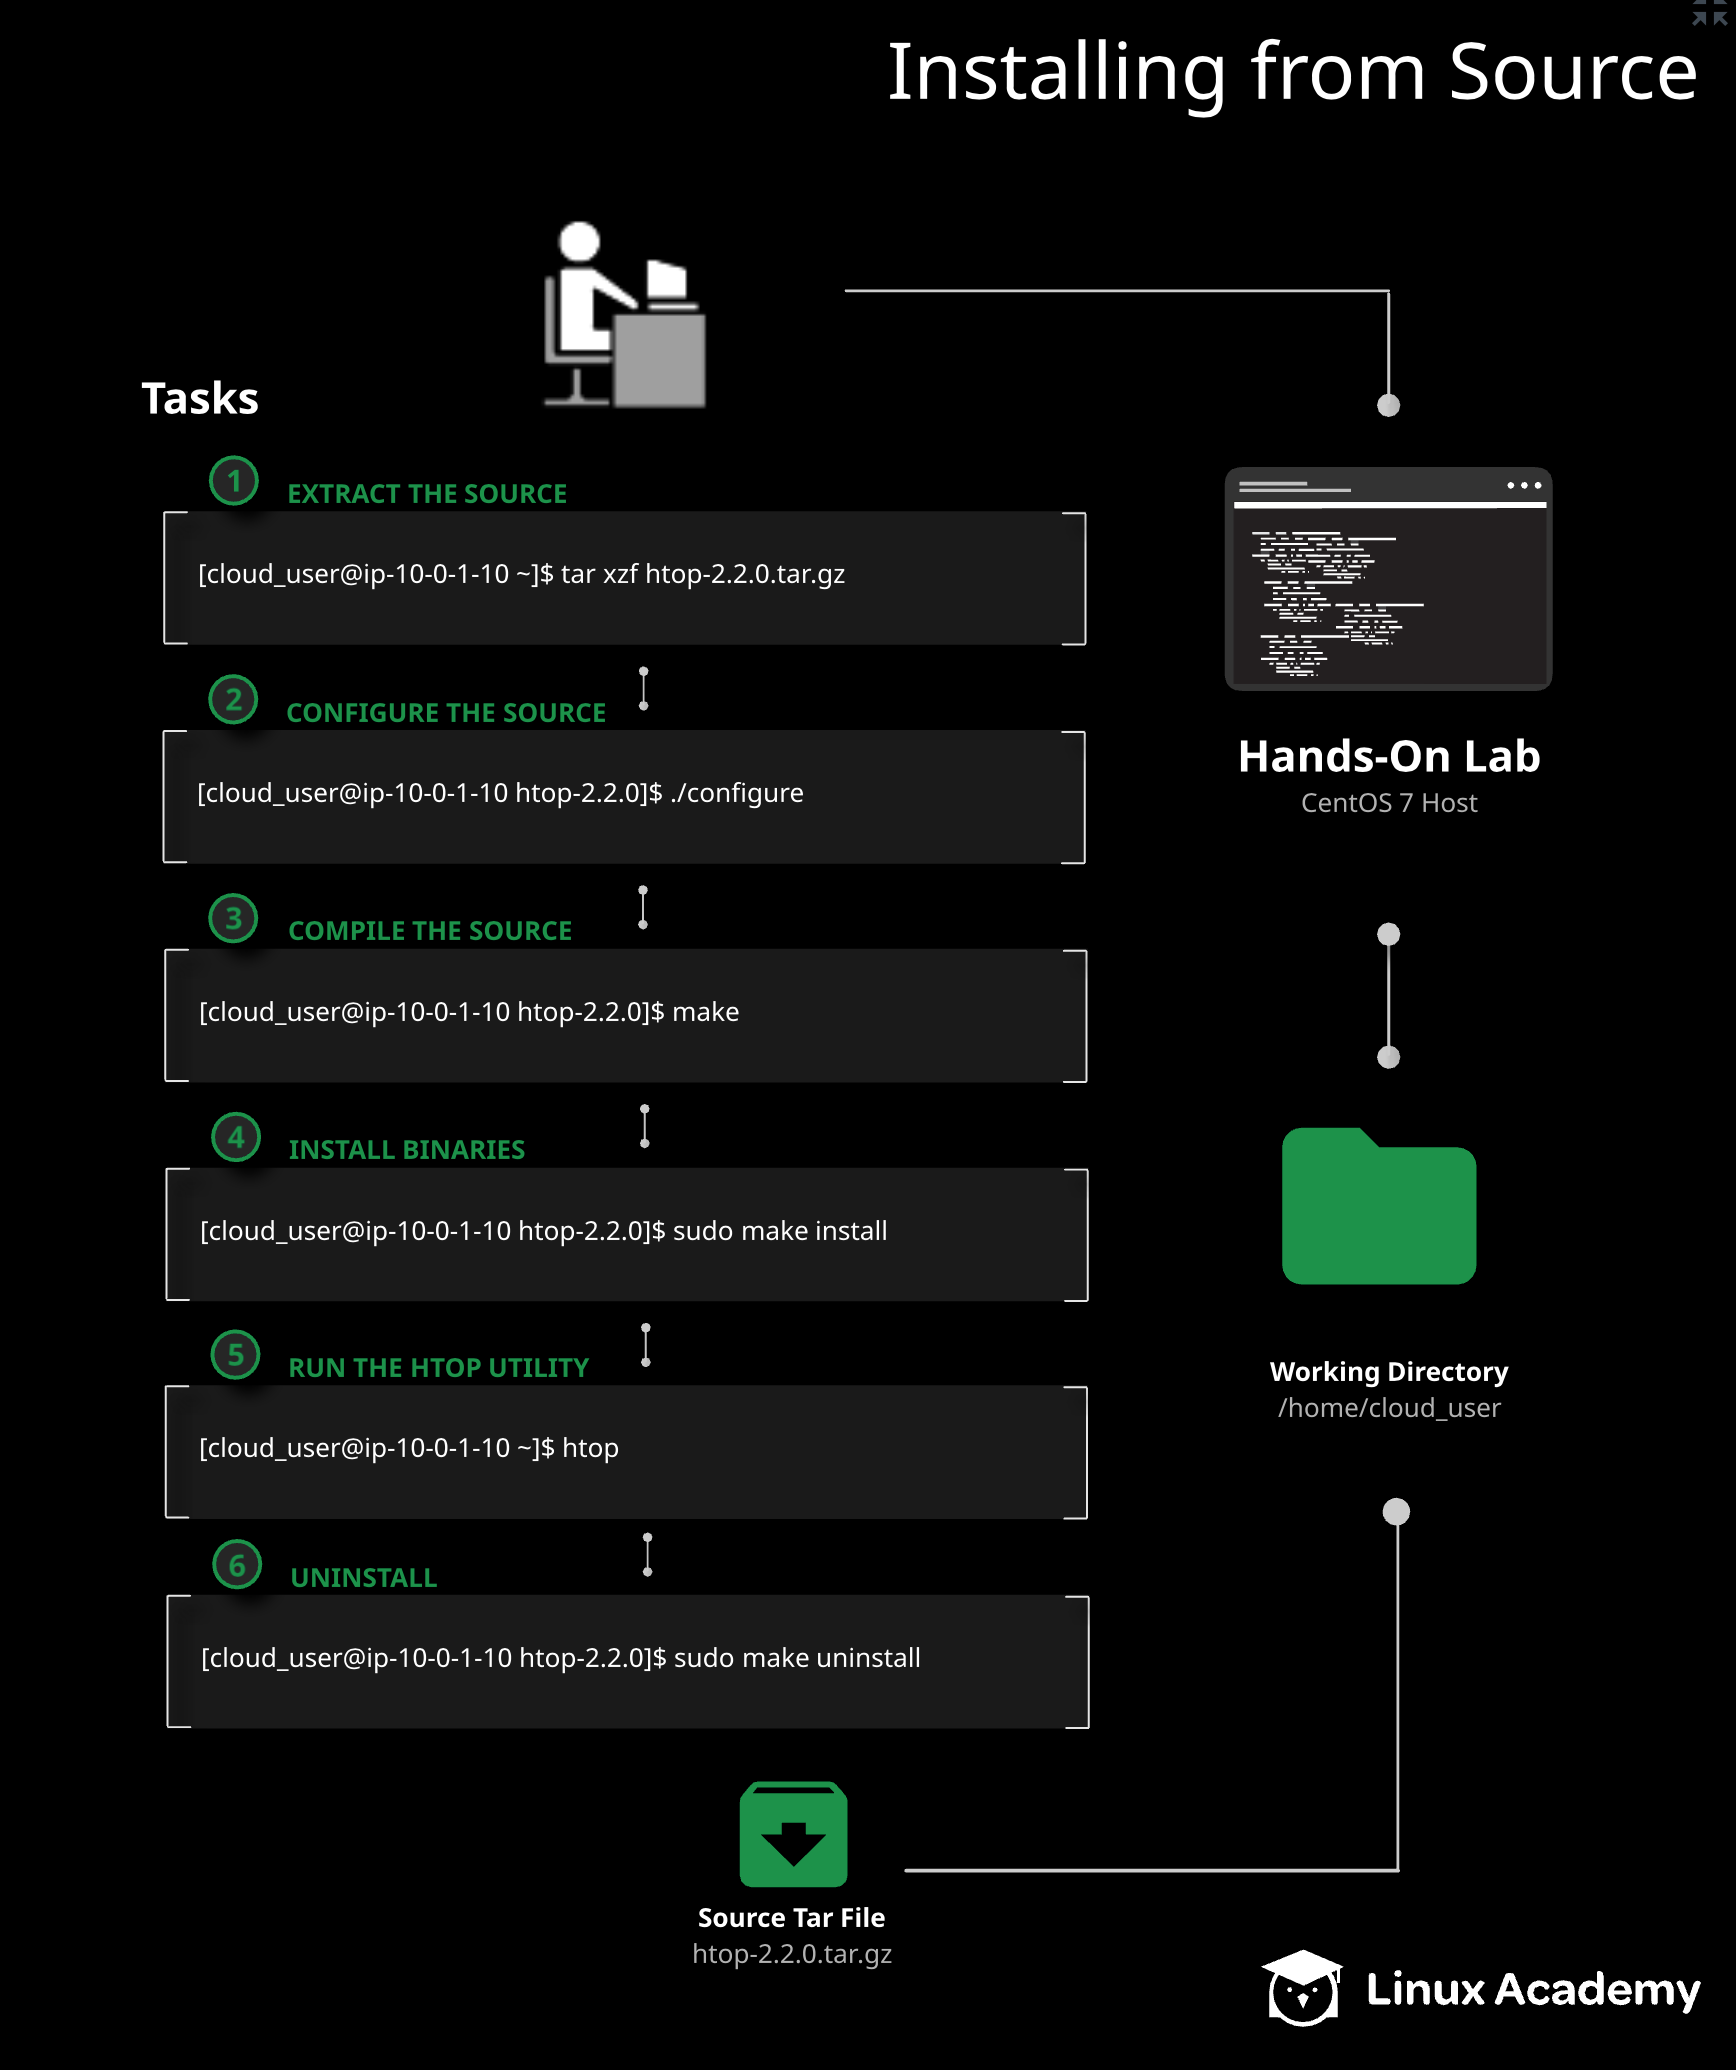 Installing from Source
Tasks
1
EXTRACT THE SOURCE
[cloud_user@ip-10-0-1-10 ~]$ tar xzf htop-2.2.0.tar.gz
2
CONFIGURE THE SOURCE
[cloud_user@ip-10-0-1-10 htop-2.2.0]$ ./configure
3
COMPILE THE SOURCE
[cloud_user@ip-10-0-1-10 htop-2.2.0]$ make
4
INSTALL BINARIES
[cloud_user@ip-10-0-1-10 htop-2.2.0]$ sudo make install
5
RUN THE HTOP UTILITY
[cloud_user@ip-10-0-1-10 ~]$ htop
6
UNINSTALL
[cloud_user@ip-10-0-1-10 htop-2.2.0]$ sudo make uninstall
Hands-On Lab
CentOS 7 Host
Working Directory
/home/cloud_user
Source Tar File
htop-2.2.0.tar.gz
Linux Academy